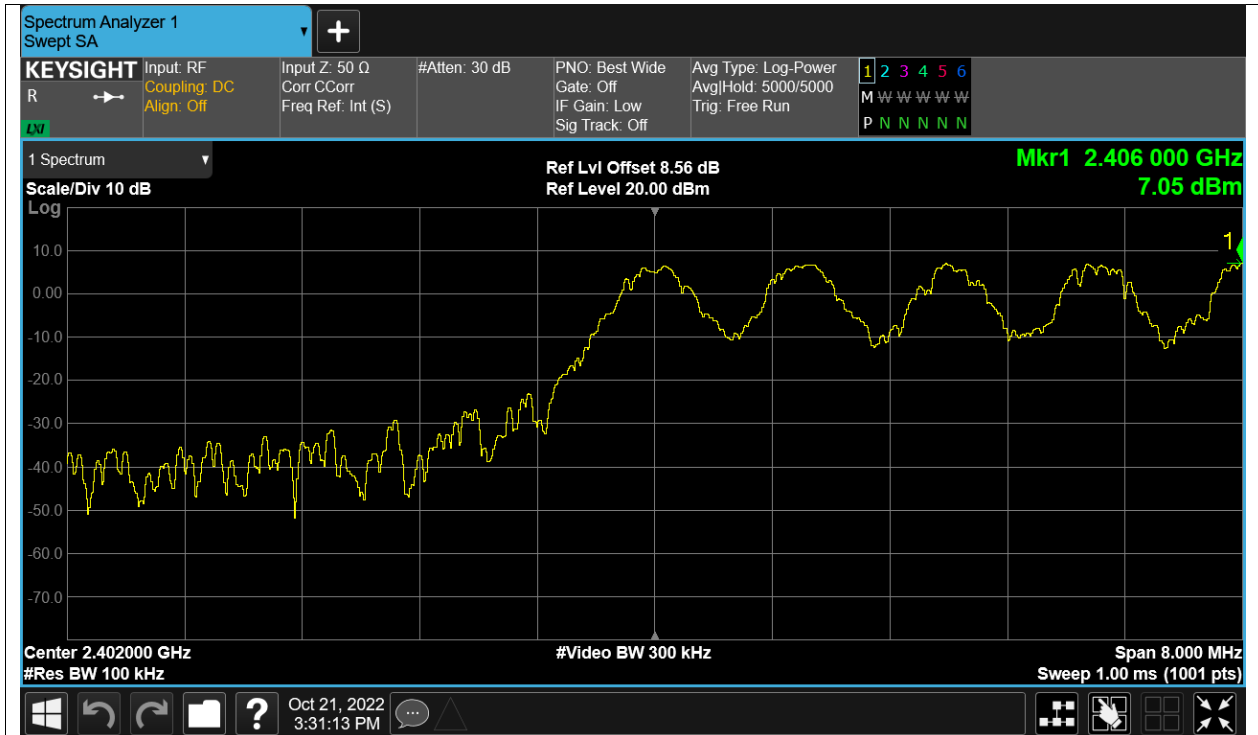 Spectrum Analyzer 1
Swept SA
+
KEYSIGHT
R
LXI
Input: RF
Coupling: DC
Align: Off
Input Z: 50 Ω
Corr CCorr
Freq Ref: Int (S)
#Atten: 30 dB
PNO: Best Wide
Gate: Off
IF Gain: Low
Sig Track: Off
Avg Type: Log-Power
Avg|Hold: 5000/5000
Trig: Free Run
1 2 3 4 5 6
M W W W W W
P N N N N N
1 Spectrum
Scale/Div 10 dB
Log
Ref Lvl Offset 8.56 dB
Ref Level 20.00 dBm
Mkr1 2.406 000 GHz
7.05 dBm
1
10.0
0.00
-10.0
-20.0
-30.0
-40.0
-50.0
-60.0
-70.0
Center 2.402000 GHz
#Res BW 100 kHz
#Video BW 300 kHz
Span 8.000 MHz
Sweep 1.00 ms (1001 pts)
?
Oct 21, 2022
3:31:13 PM